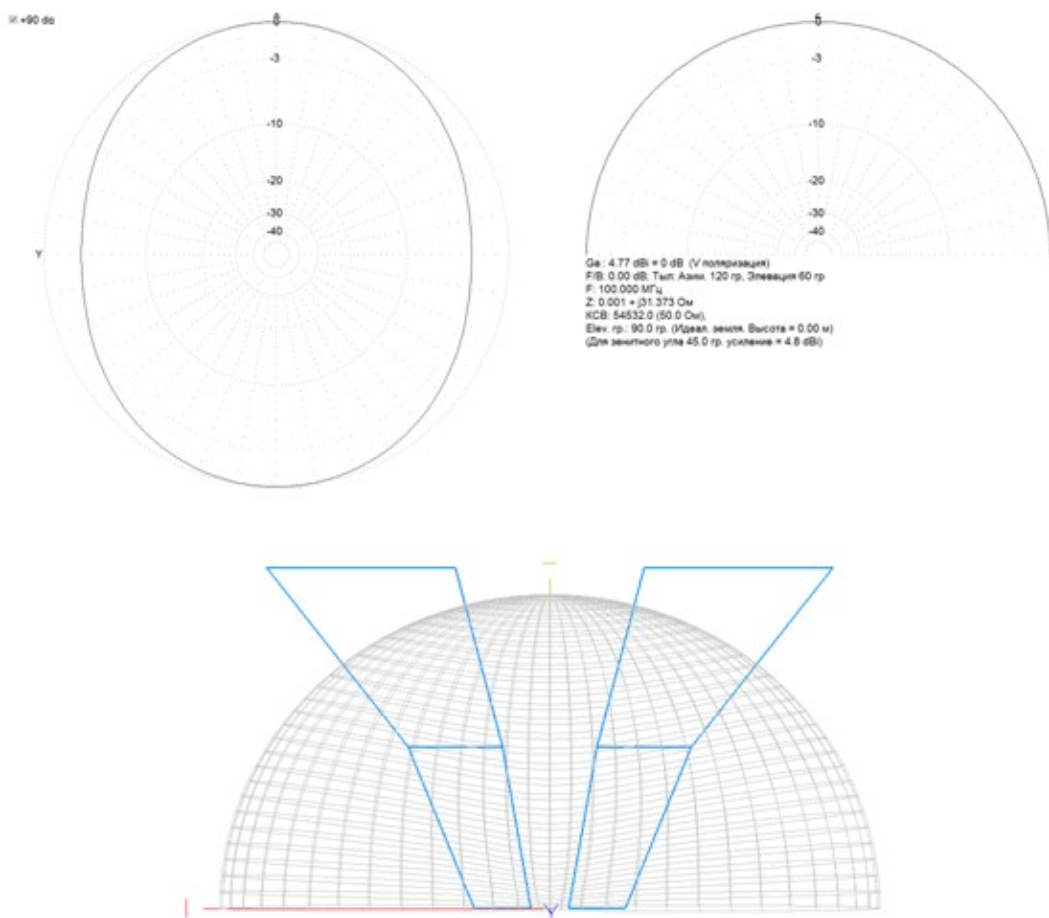 +90 dg
0
-3
-10
-20
-30
-40
Y
-3
-10
-20
-30
-40
Ga : 4.77 dBi = 0 dB (V поляризация)
F/B: 0.00 dB; Тыл: Азим. 120 гр, Элевация 60 гр
F: 100.000 МГц
Z: 0.001 + j31.373 Ом
КСВ: 54532.0 (50.0 Ом),
Elev. гр.: 90.0 гр. (Идеал. земля. Высота = 0.00 м)
(Для зенитного угла 45.0 гр. усиление = 4.8 dBi)
Y